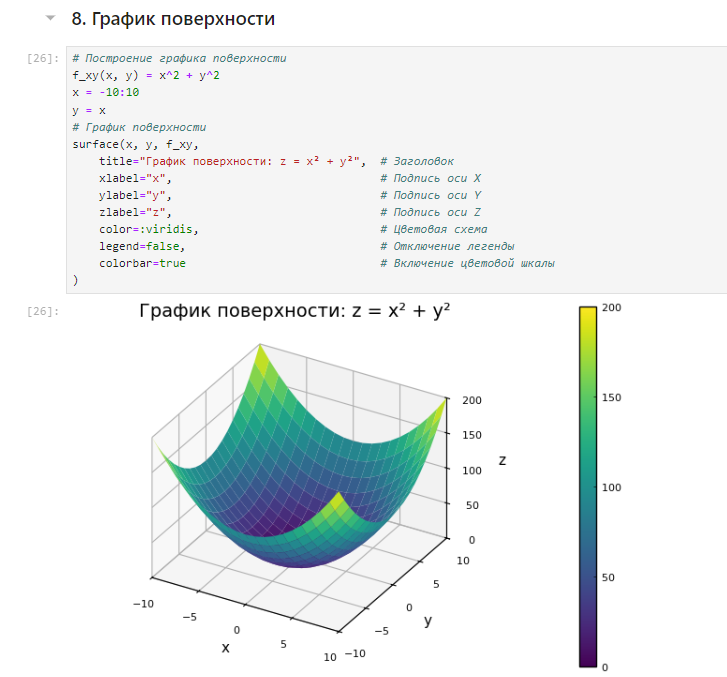 8. График поверхности
[26]:
# Построение графика поверхности
f_xy(x, y) = x^2 + y^2
x = -10:10
y = x
# График поверхности
surface(x, y, f_xy,
    title="График поверхности: z = x² + y²",  # Заголовок
    xlabel="x",                               # Подпись оси X
    ylabel="y",                               # Подпись оси Y
    zlabel="z",                               # Подпись оси Z
    color=:viridis,                           # Цветовая схема
    legend=false,                             # Отключение легенды
    colorbar=true                             # Включение цветовой шкалы
)
[26]:
График поверхности: z = x² + y²
200
150
100
50
0
z
-10
-5
0
5
10
x
-10
-5
0
5
10
y
200
150
100
50
0